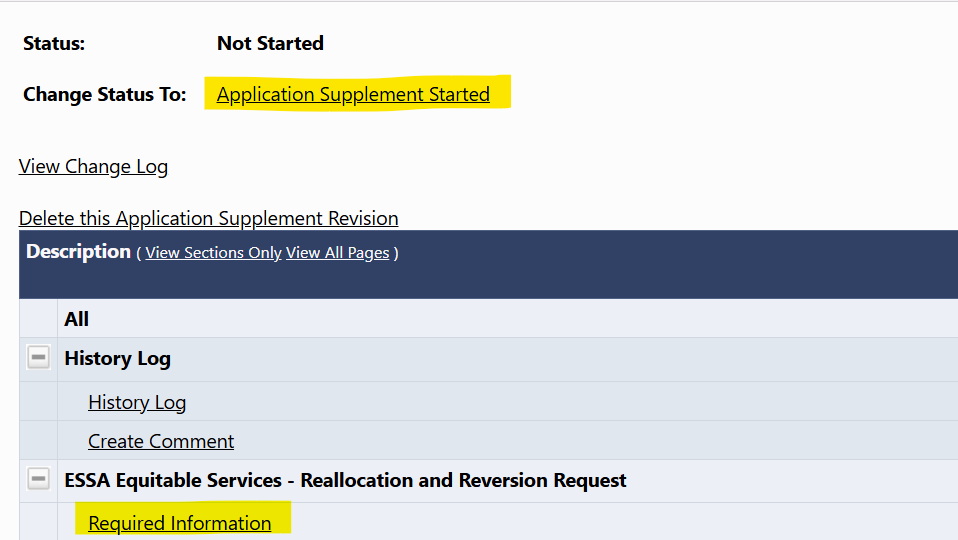 Status: Not Started
Change Status To: Application Supplement Started
View Change Log
Delete this Application Supplement Revision
Description ( View Sections Only View All Pages )
All
History Log
History Log
Create Comment
ESSA Equitable Services - Reallocation and Reversion Request
Required Information